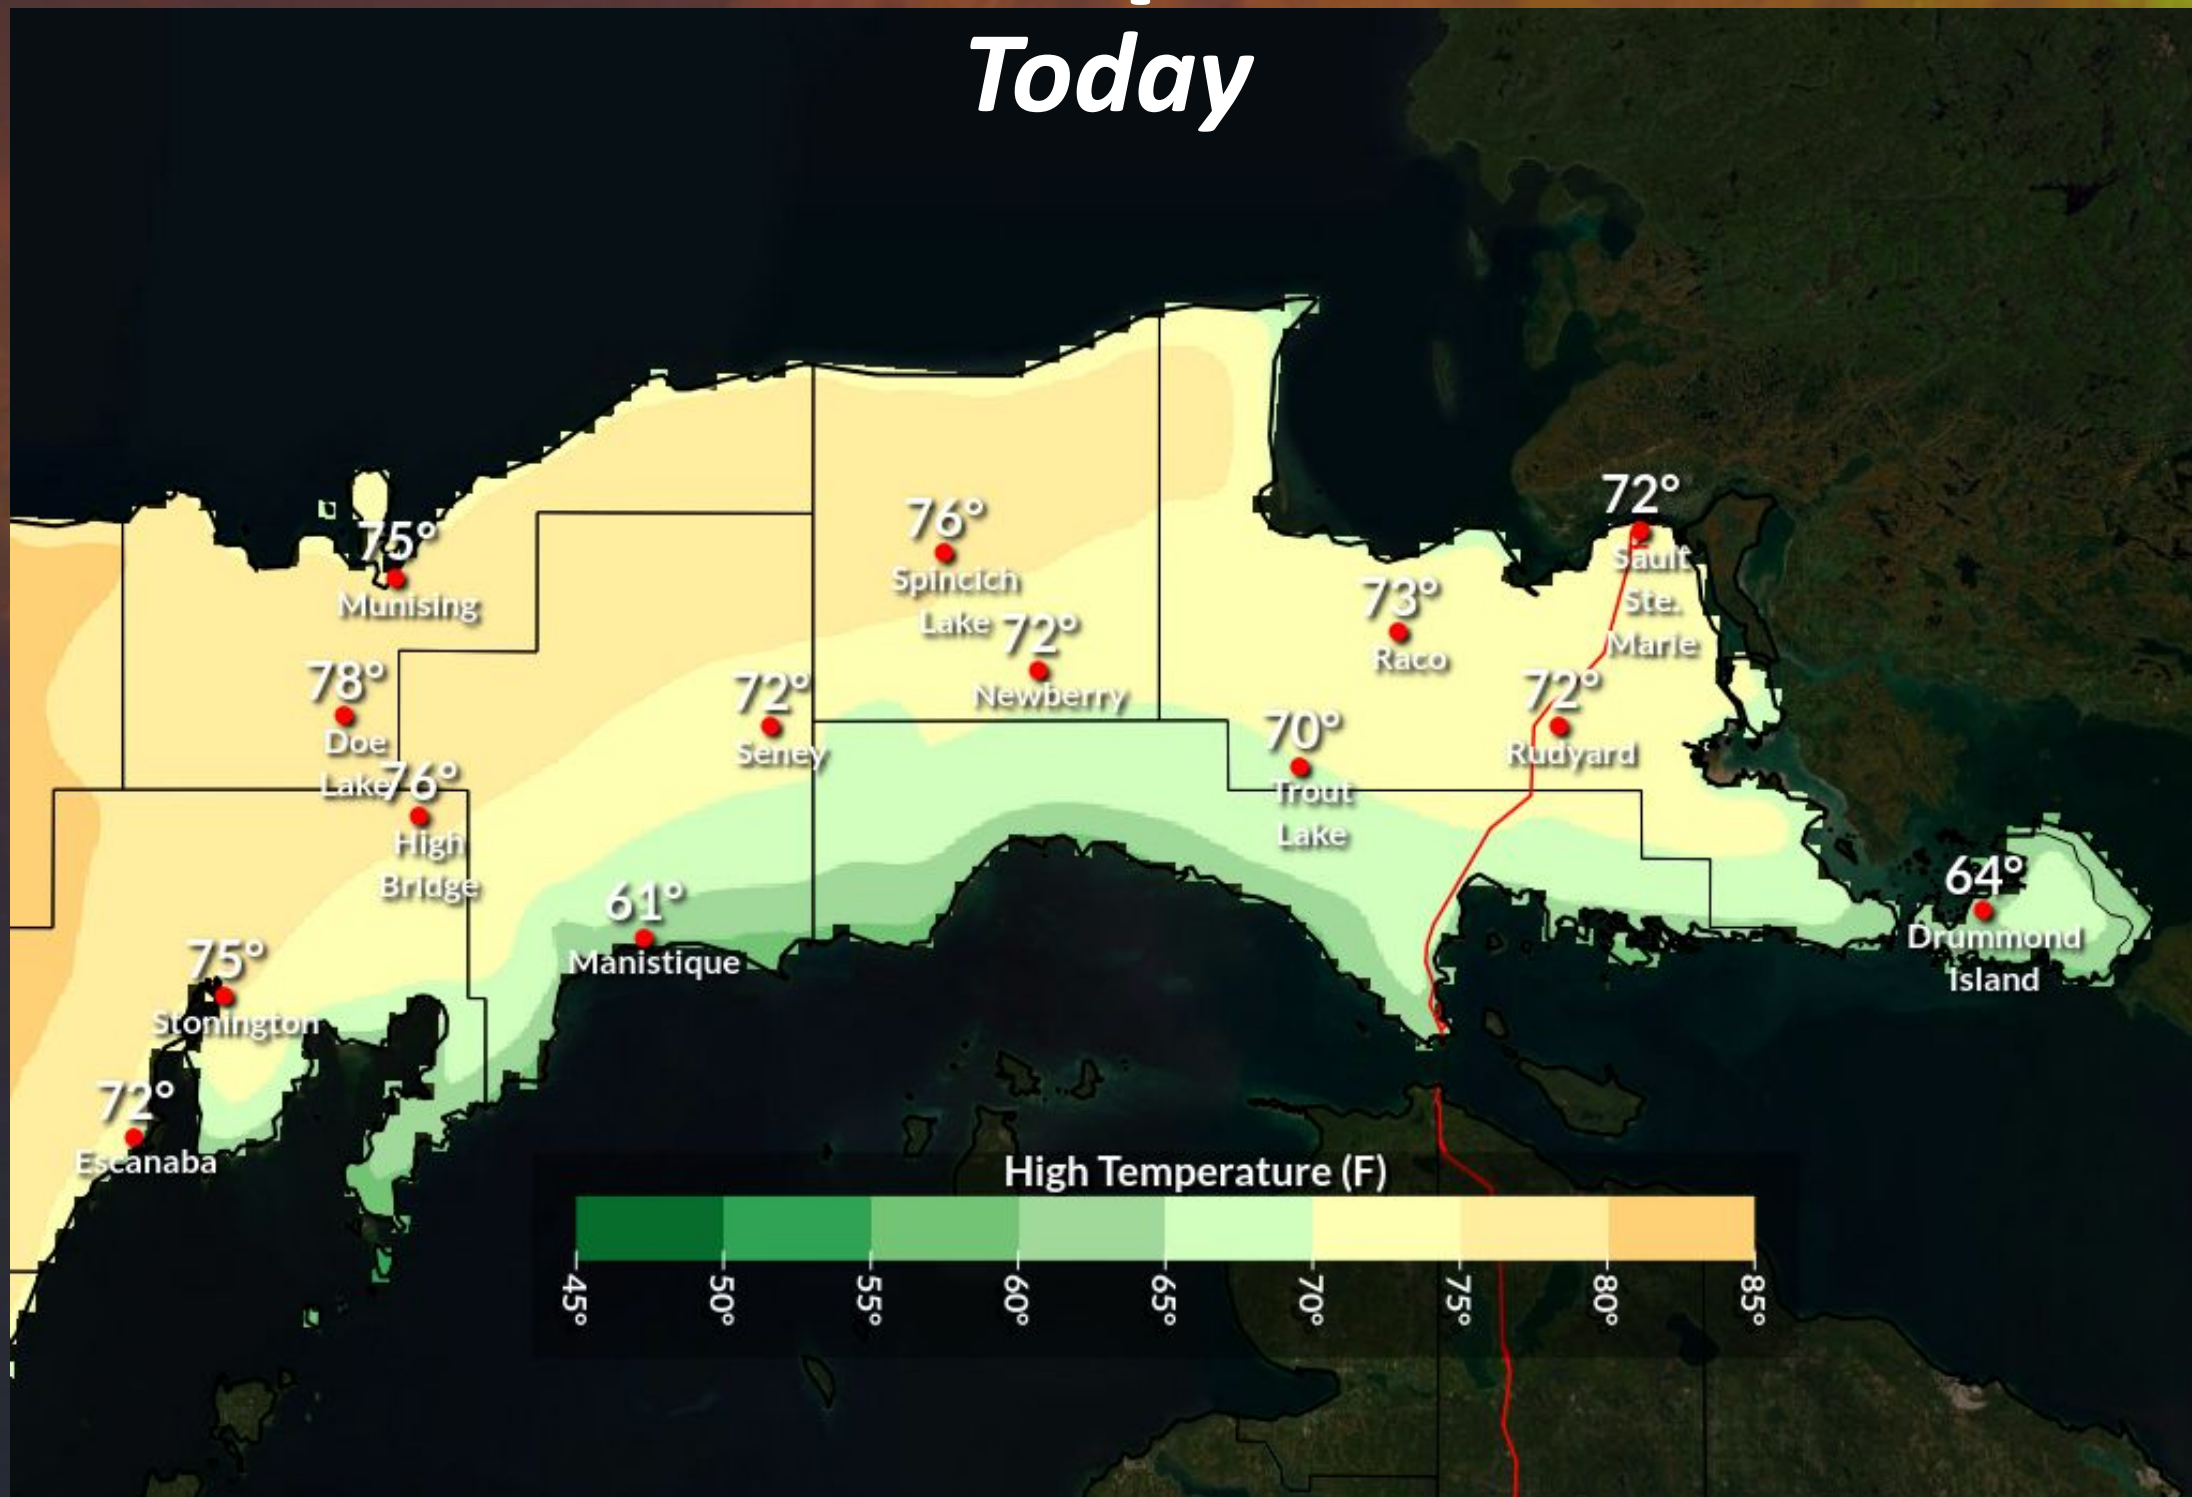 Today
72°
76°
75°
Sault
Ste.
Marie
Spincich
Lake
73°
Munising
72°
Raco
Newberry
78°
72°
72°
70°
Doe
Lake
Seney
Rudyard
76°
Trout
Lake
High
Bridge
61°
64°
Manistique
Drummond
Island
75°
Stonington
72°
Escanaba
High Temperature (F)
45°
50°
55°
60°
65°
70°
75°
80°
85°